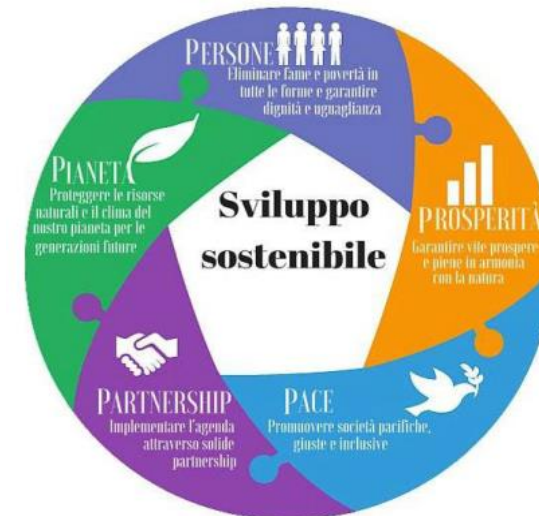 PERSONE
Eliminare fame e povertà in
tutte le forme e garantire
dignità e uguaglianza
PIANETA
Proteggere le risorse
naturali e il clima del
nostro pianeta per le
generazioni future
Sviluppo
sostenibile
PROSPERITÀ
Garantire vite prospere
e piene in armonia
con la natura
PARTNERSHIP
Implementare l'agenda
attraverso solide
partnership
PACE
Promuovere società pacifiche,
giuste e inclusive